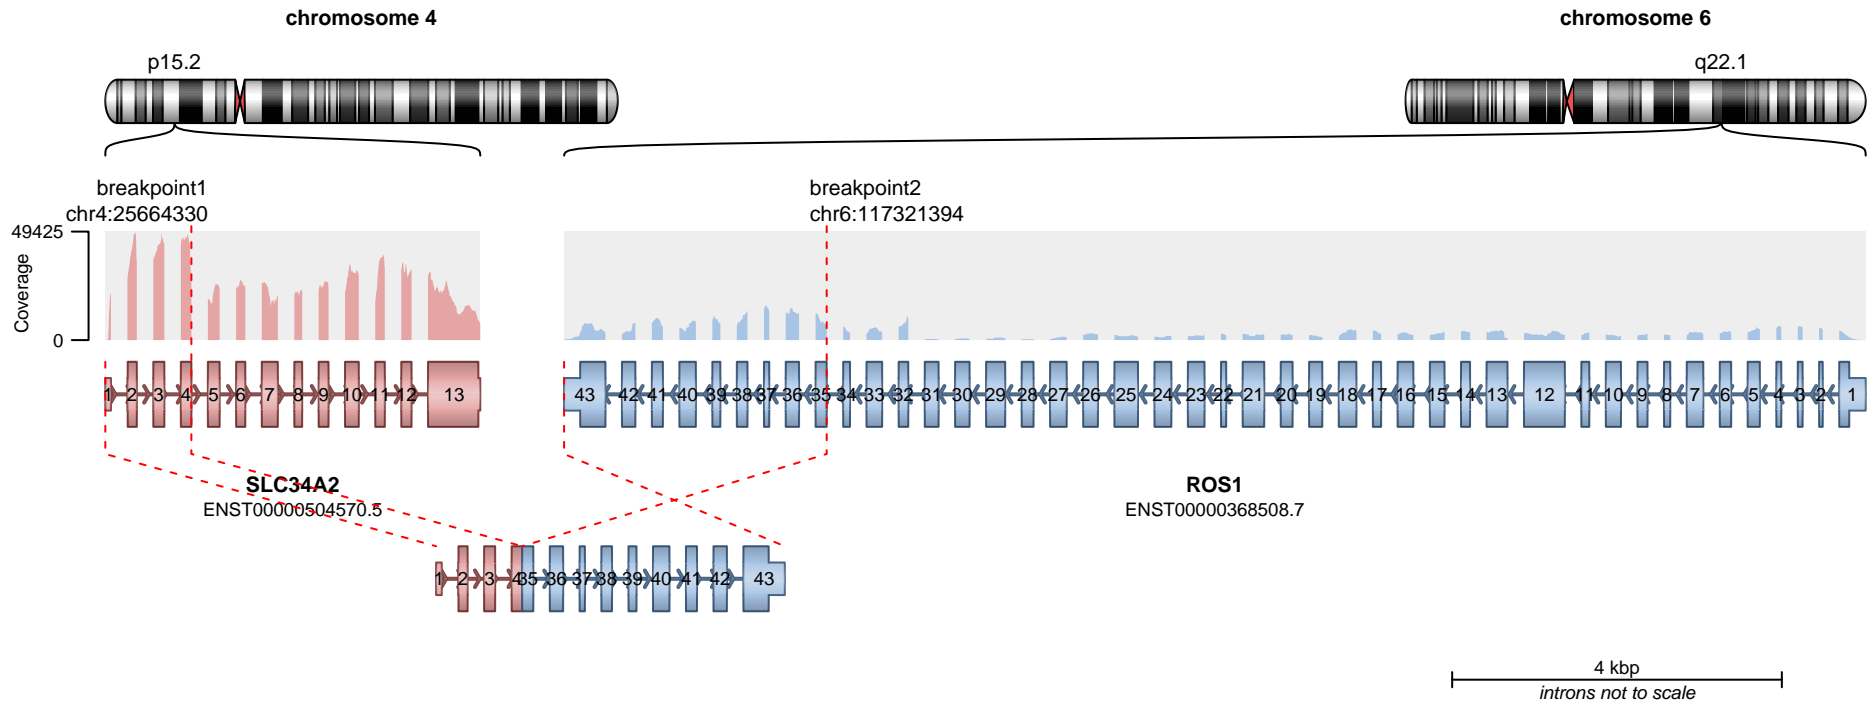 chromosome 4
chromosome 6
p15.2
q22.1
breakpoint1
chr4:25664330
breakpoint2
chr6:117321394
49425
Coverage
0
1 2 3 4 5 6 7 8 9 10 11 12 13
43 42 41 40 39 38 37 36 35 34 33 32 31 30 29 28 27 26 25 24 23 22 21 20 19 18 17 16 15 14 13 12 11 10 9 8 7 6 5 4 3 2 1
SLC34A2
ENST00000504570.5
ROS1
ENST00000368508.7
1 2 3 4 35 36 37 38 39 40 41 42 43
4 kbp
introns not to scale